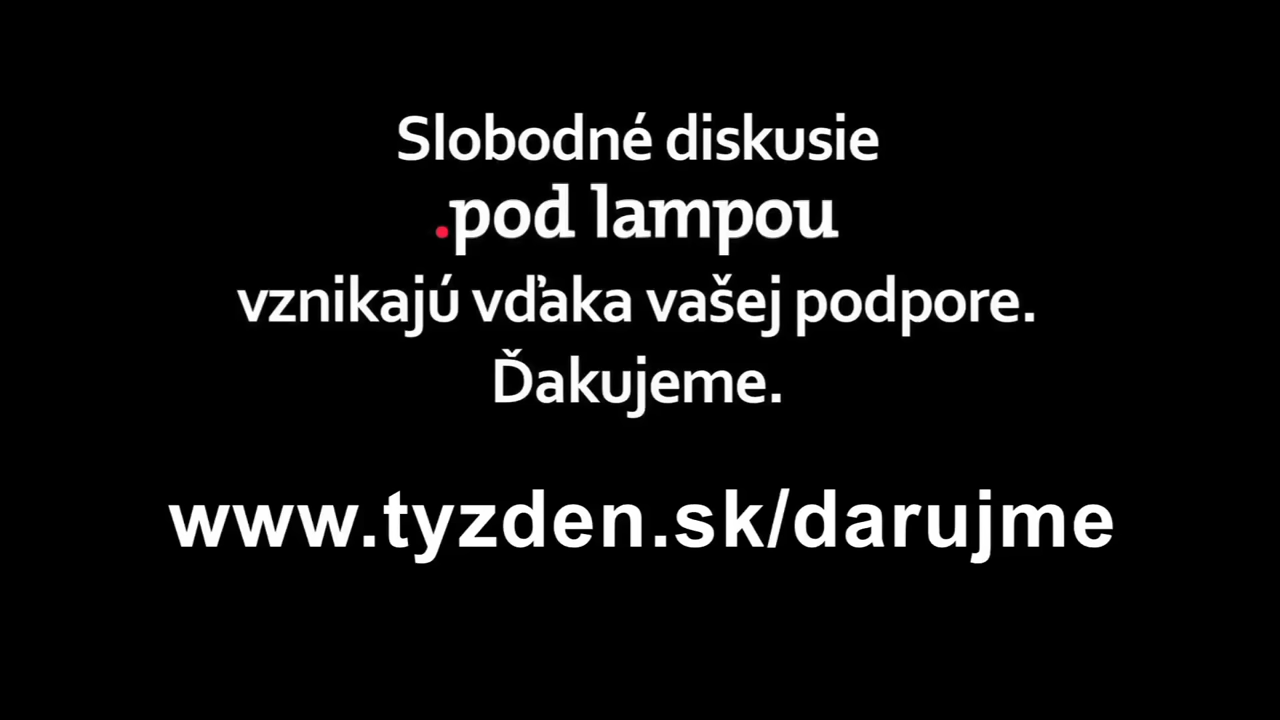 Slobodné diskusie
.pod lampou
vznikajú vďaka vašej podpore.
Ďakujeme.
www.tyzden.sk/darujme